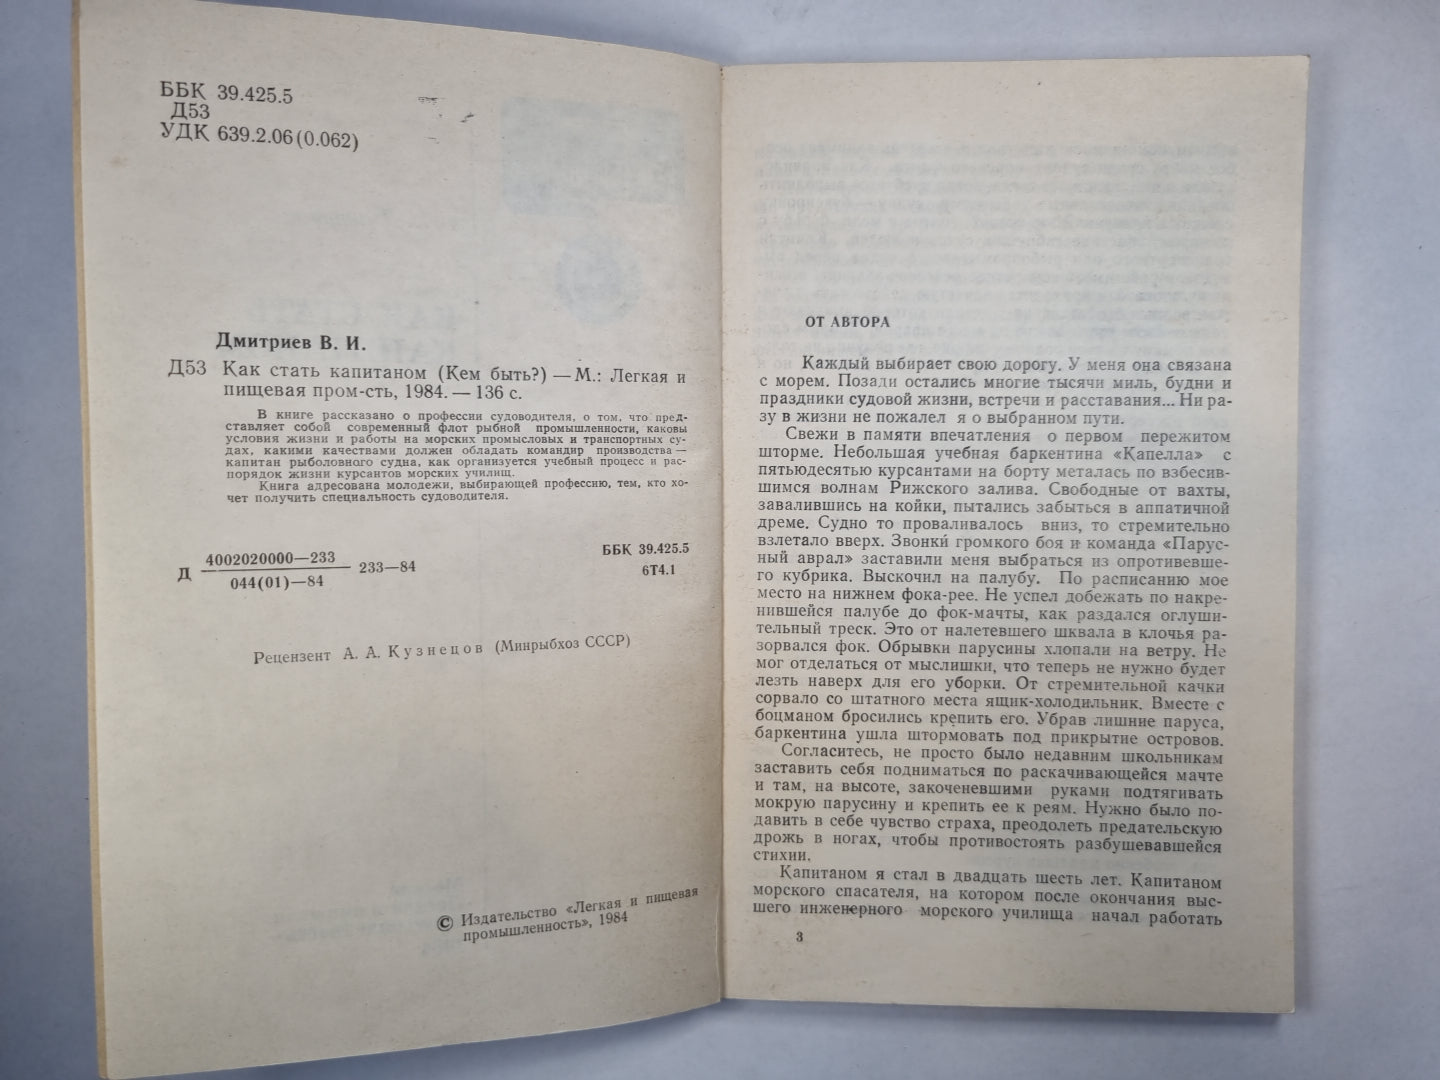 ББК 39.425.5
Д53
УДК 639.2.06(0.062)
Дмитриев В. И.
Д53 Как стать капитаном (Кем быть?) — М.: Легкая и
пищевая пром-сть, 1984. — 136 с.
В книге рассказано о профессии судоводителя, о том, что пред-
ставляет собой современный флот рыбной промышленности, каковы
условия жизни и работы на морских промысловых и транспортных су-
дах, какими качествами должен обладать командир производства —
капитан рыболовного судна, как организуется учебный процесс и рас-
порядок жизни курсантов морских училищ.
Книга адресована молодежи, выбирающей профессию, тем, кто хо-
чет получить специальность судоводителя.
Д 4002020000—233
044(01)—84 233—84
ББК 39.425.5
6Т4.1
Рецензент А. А. Кузнецов (Минрыбхоз СССР)
© Издательство «Легкая и пищевая
промышленность», 1984
ОТ АВТОРА
Каждый выбирает свою дорогу. У меня она связана
с морем. Позади остались многие тысячи миль, будни и
праздники судовой жизни, встречи и расставания... Ни ра-
зу в жизни не пожалел я о выбранном пути.
Свежи в памяти впечатления о первом пережитом
шторме. Небольшая учебная баркентина «Капелла» с
пятьюдесятью курсантами на борту металась по взбесив-
шимся волнам Рижского залива. Свободные от вахты,
завалившись на койки, пытались забыться в аппатичной
дреме. Судно то проваливалось вниз, то стремительно
взлетало вверх. Звонки громкого боя и команда «Парус-
ный аврал» заставили меня выбраться из опротивевше-
го кубрика. Выскочил на палубу. По расписанию мое
место на нижнем фока-рее. Не успел добежать по накре-
нившейся палубе до фок-мачты, как раздался оглуши-
тельный треск. Это от налетевшего шквала в клочья ра-
зорвался фок. Обрывки парусины хлопали на ветру. Не
мог отделаться от мыслишки, что теперь не нужно будет
лезть наверх для его уборки. От стремительной качки
сорвало со штатного места ящик-холодильник. Вместе с
боцманом бросились крепить его. Убрав лишние паруса,
баркентина ушла штормовать под прикрытие островов.
Согласитесь, не просто было недавним школьникам
заставить себя подниматься по раскачивающейся мачте
и там, на высоте, закоченевшими руками подтягивать
мокрую парусину и крепить ее к реям. Нужно было по-
давить в себе чувство страха, преодолеть предательскую
дрожь в ногах, чтобы противостоять разбушевавшейся
стихии.
Капитаном я стал в двадцать шесть лет. Капитаном
морского спасателя, на котором после окончания выс-
шего инженерного морского училища начал работать
3